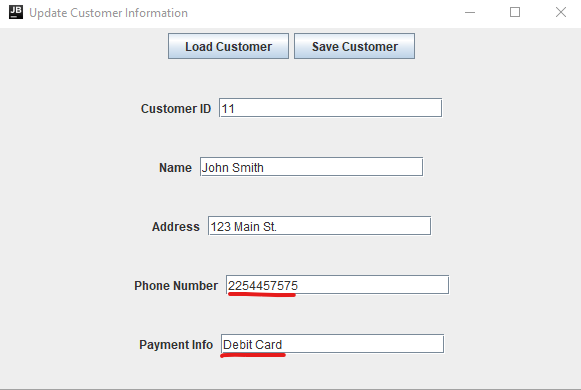 JB Update Customer Information
Load Customer Save Customer
Customer ID 11
Name John Smith
Address 123 Main St.
Phone Number 2254457575
Payment Info Debit Card